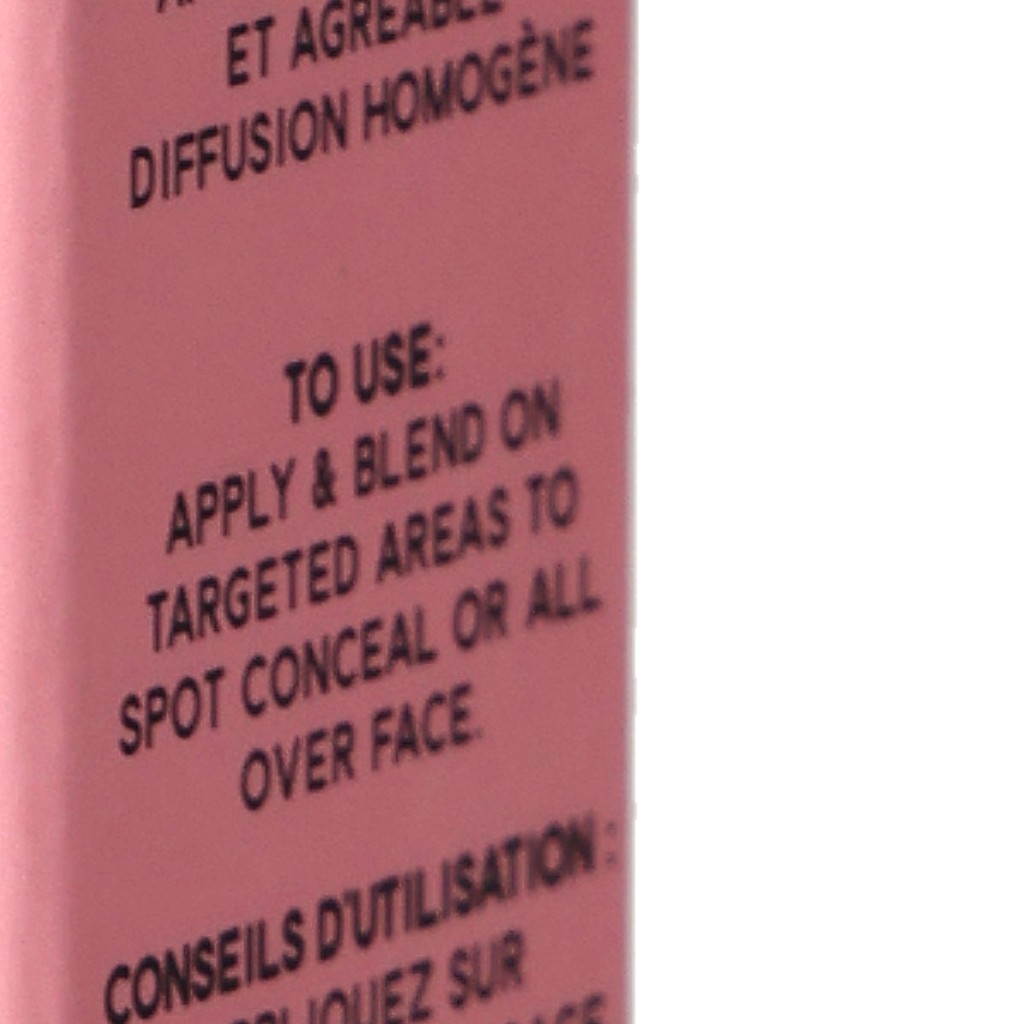 ET AGRÉABLE
DIFFUSION HOMOGÈNE
TO USE:
APPLY & BLEND ON
TARGETED AREAS TO
SPOT CONCEAL OR ALL
OVER FACE.
CONSEILS D'UTILISATION :
SUR